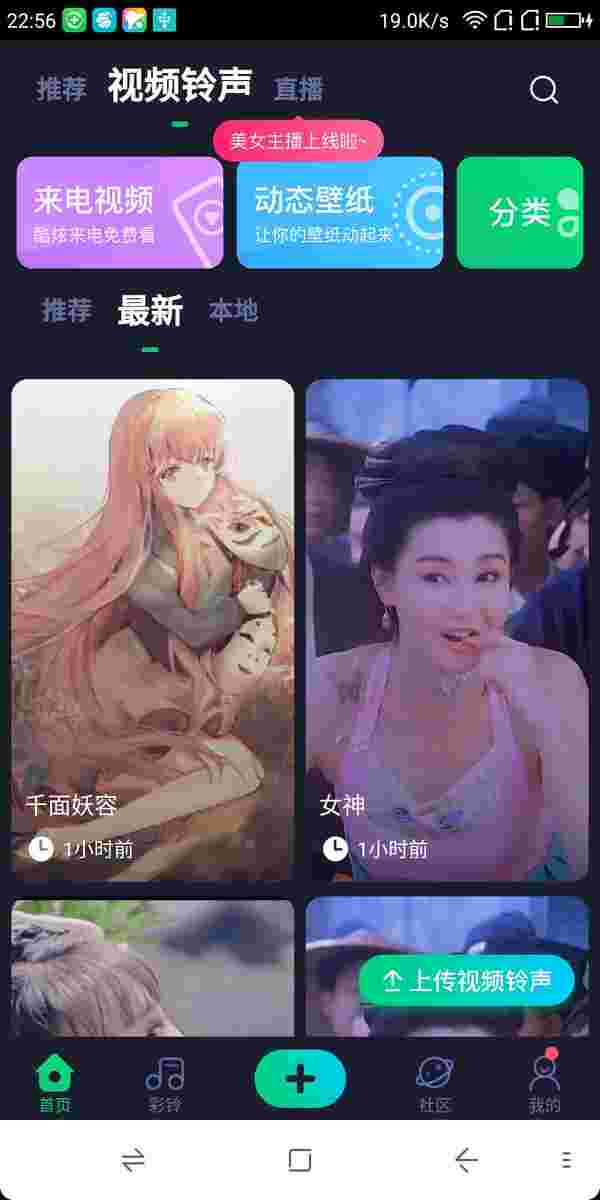 22:56 19.0K/s
推荐 视频铃声 直播
美女主播上线啦~
来电视频 动态壁纸 分类
酷炫来电免费看 让你的壁纸动起来
推荐 最新 本地
千面妖容 女神
1小时前 1小时前
上传视频铃声
首页 彩铃 社区 我的